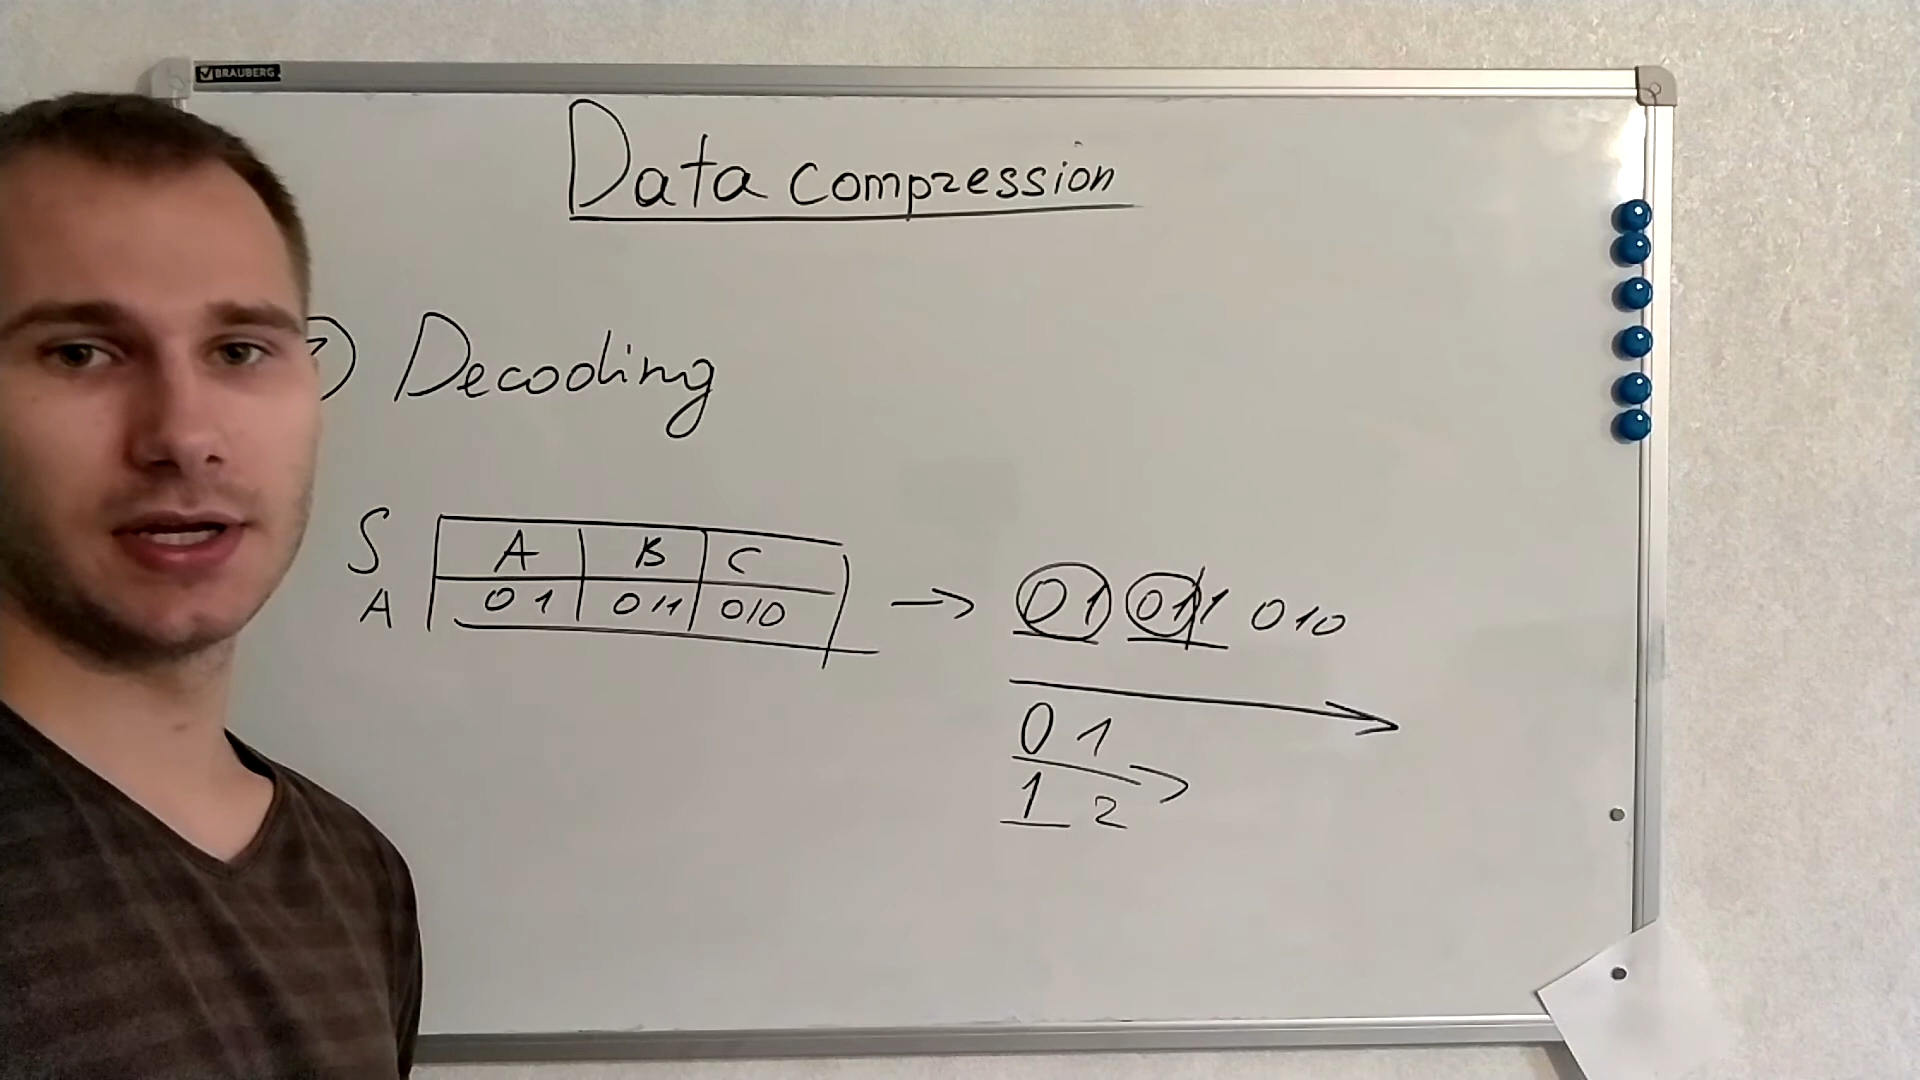 BRAUBERG
Data compression
) Decoding
S A B C
A 01 011 010 → 01 011 010
01
1 2